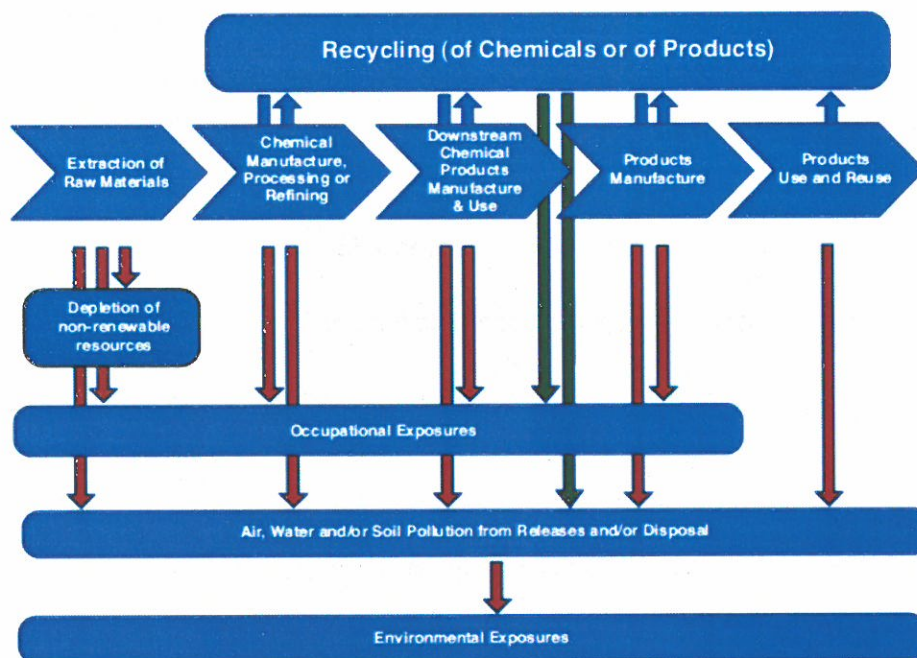 Recycling (of Chemicals or of Products)
Extraction of
Raw Materials
Chemical
Manufacture,
Processing or
Refining
Downstream
Chemical
Products
Manufacture
& Use
Products
Manufacture
Products
Use and Reuse
Depletion of
non-renewable
resources
Occupational Exposures
Air, Water and/or Soil Pollution from Releases and/or Disposal
Environmental Exposures